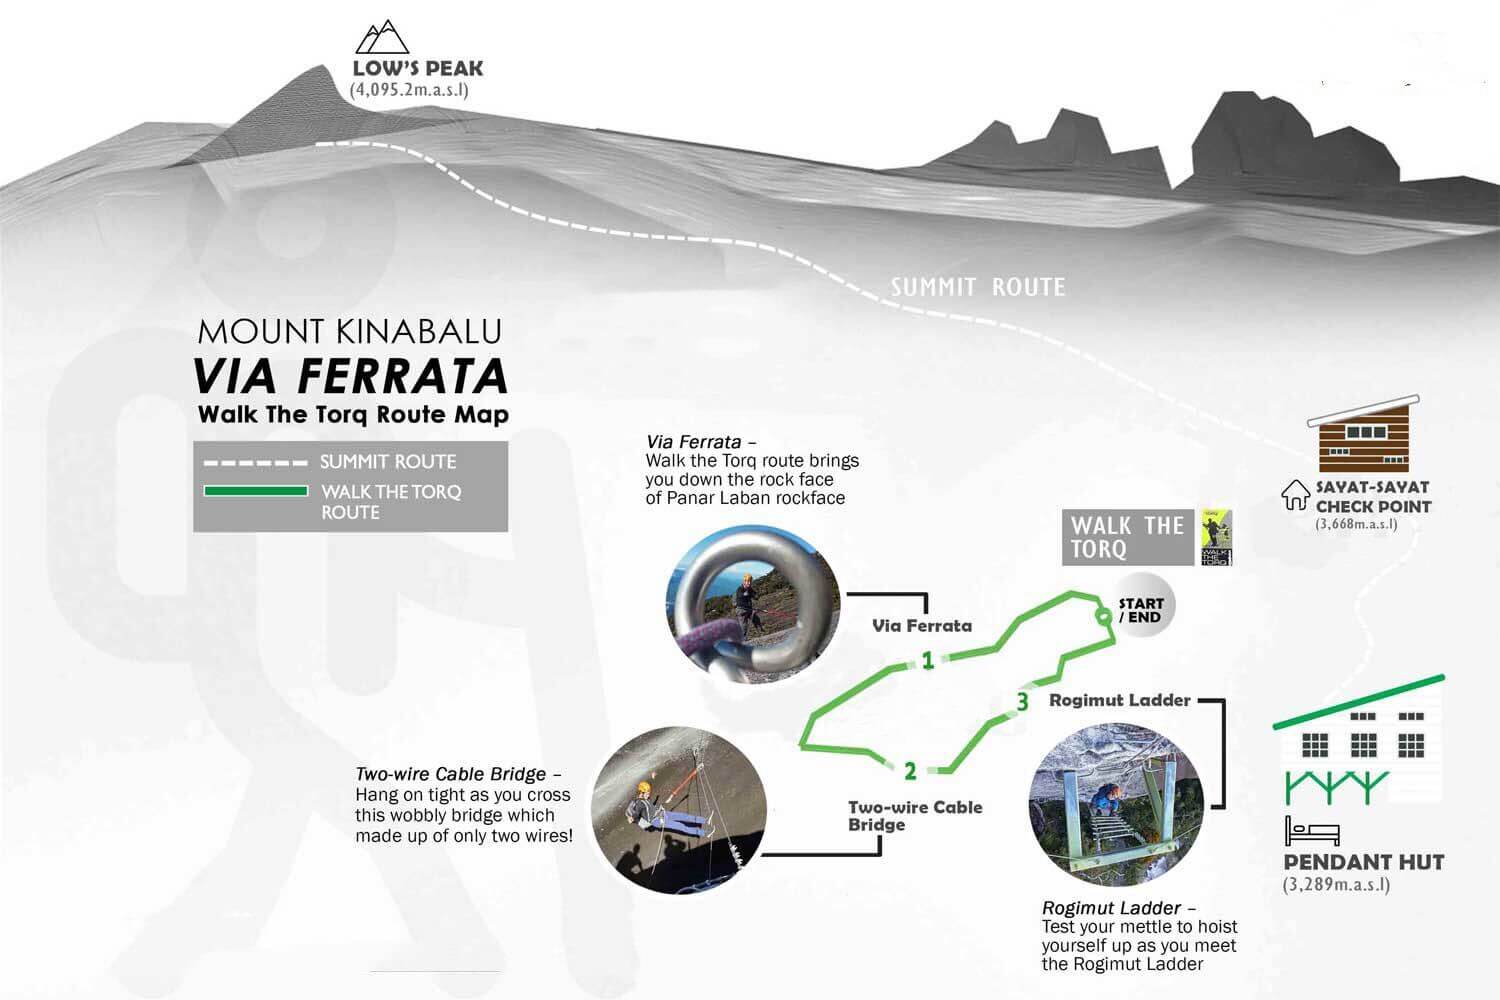 LOW'S PEAK
(4,095.2m.a.s.l)
SUMMIT ROUTE
MOUNT KINABALU
VIA FERRATA
Walk The Torq Route Map
SUMMIT ROUTE
WALK THE TORQ
ROUTE
Via Ferrata –
Walk the Torq route brings
you down the rock face
of Panar Laban rockface
SAYAT-SAYAT
CHECK POINT
(3,668m.a.s.l)
WALK THE
TORQ
WALK
THE
TORQ
START
/ END
Via Ferrata
1
3
Rogimut Ladder
2
Two-wire Cable Bridge –
Hang on tight as you cross
this wobbly bridge which
made up of only two wires!
Two-wire Cable
Bridge
PENDANT HUT
(3,289m.a.s.l)
Rogimut Ladder –
Test your mettle to hoist
yourself up as you meet
the Rogimut Ladder